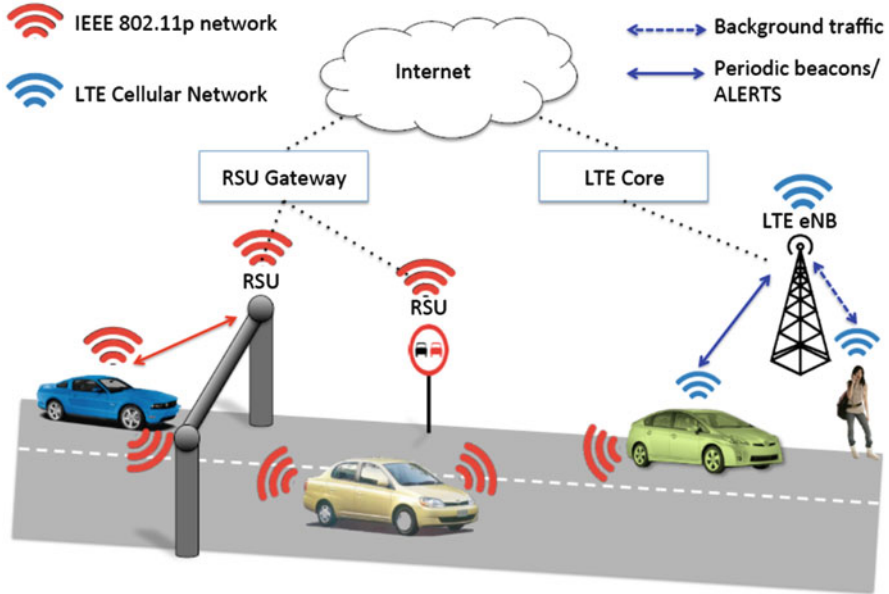 IEEE 802.11p network
LTE Cellular Network
Internet
Background traffic
Periodic beacons/
ALERTS
RSU Gateway
LTE Core
LTE eNB
RSU
RSU